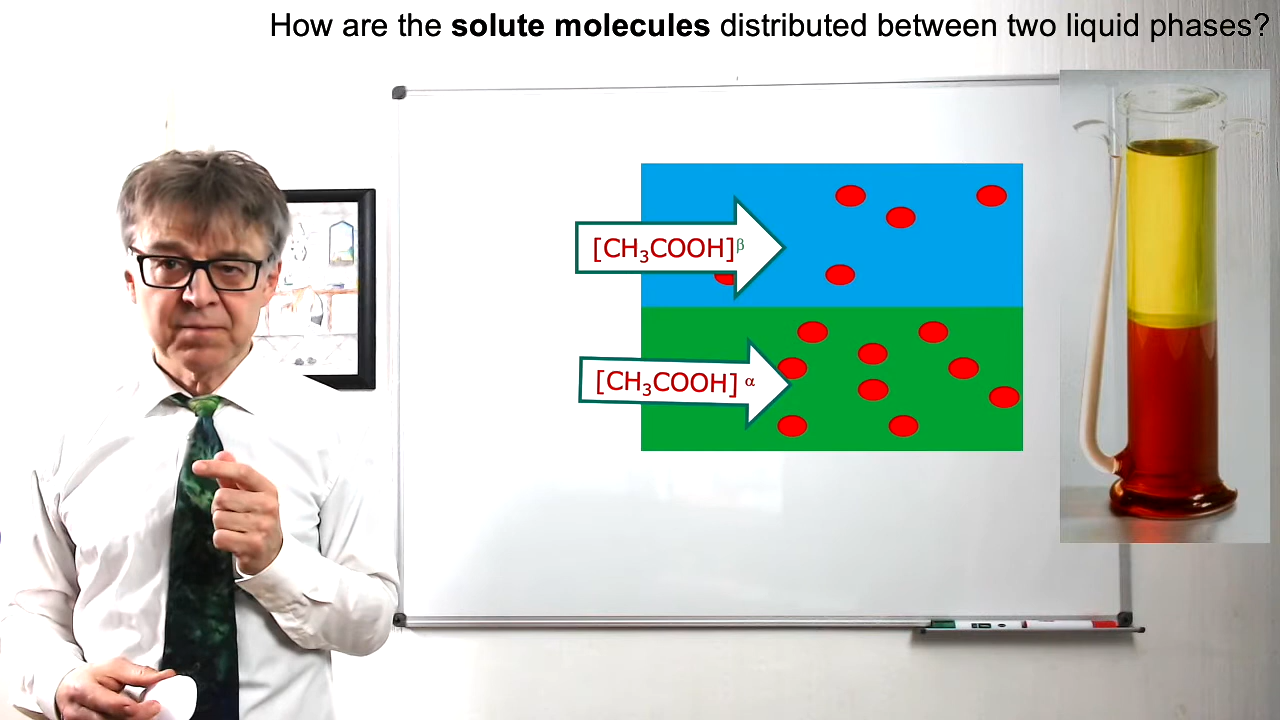 How are the solute molecules distributed between two liquid phases?
[CH₃COOH]ᵝ
[CH₃COOH] ᵅ